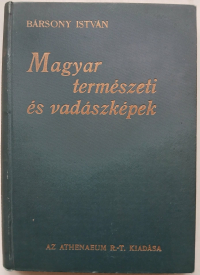 BÁRSONY ISTVÁN
Magyar
természeti
és vadászképek
AZ ATHENAEUM R.-T. KIADÁSA